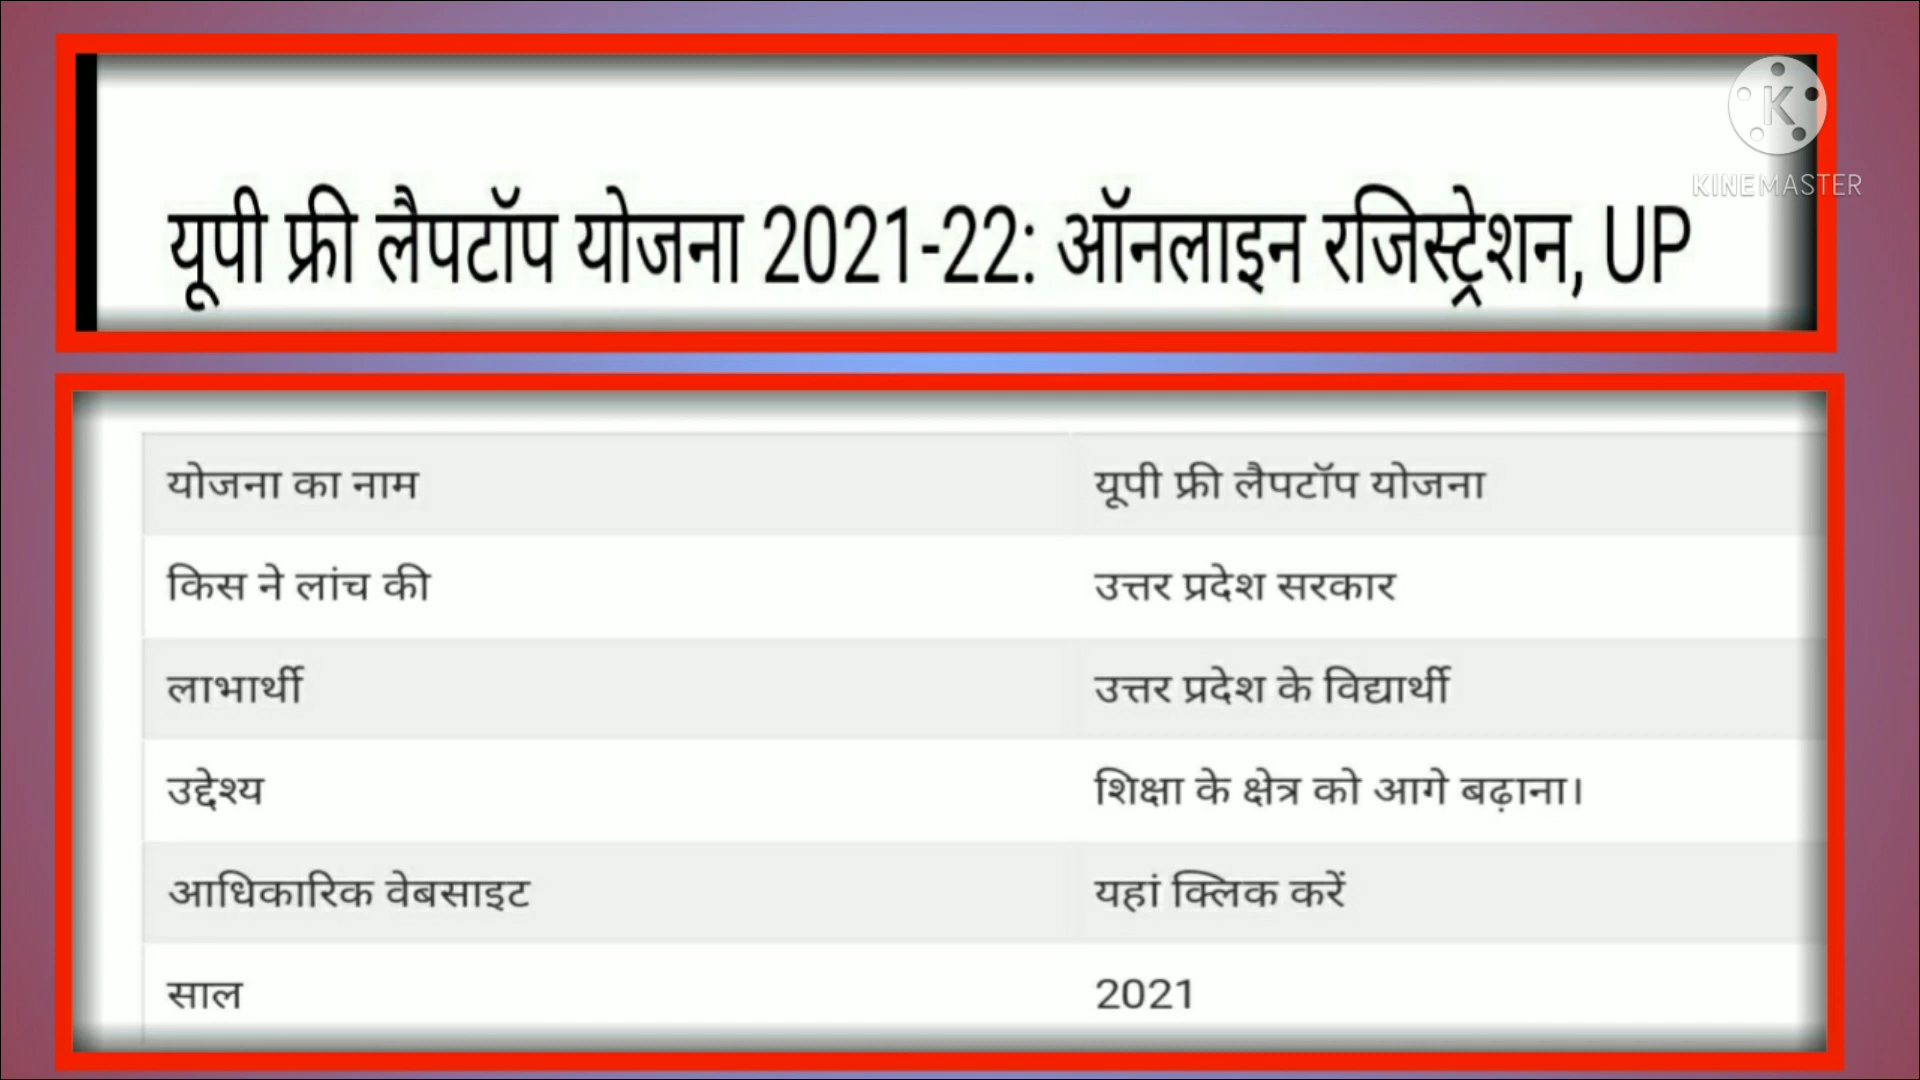 K
KINEMASTER
यूपी फ्री लैपटॉप योजना 2021-22: ऑनलाइन रजिस्ट्रेशन, UP
योजना का नाम यूपी फ्री लैपटॉप योजना
किस ने लांच की उत्तर प्रदेश सरकार
लाभार्थी उत्तर प्रदेश के विद्यार्थी
उद्देश्य शिक्षा के क्षेत्र को आगे बढ़ाना।
आधिकारिक वेबसाइट यहां क्लिक करें
साल 2021